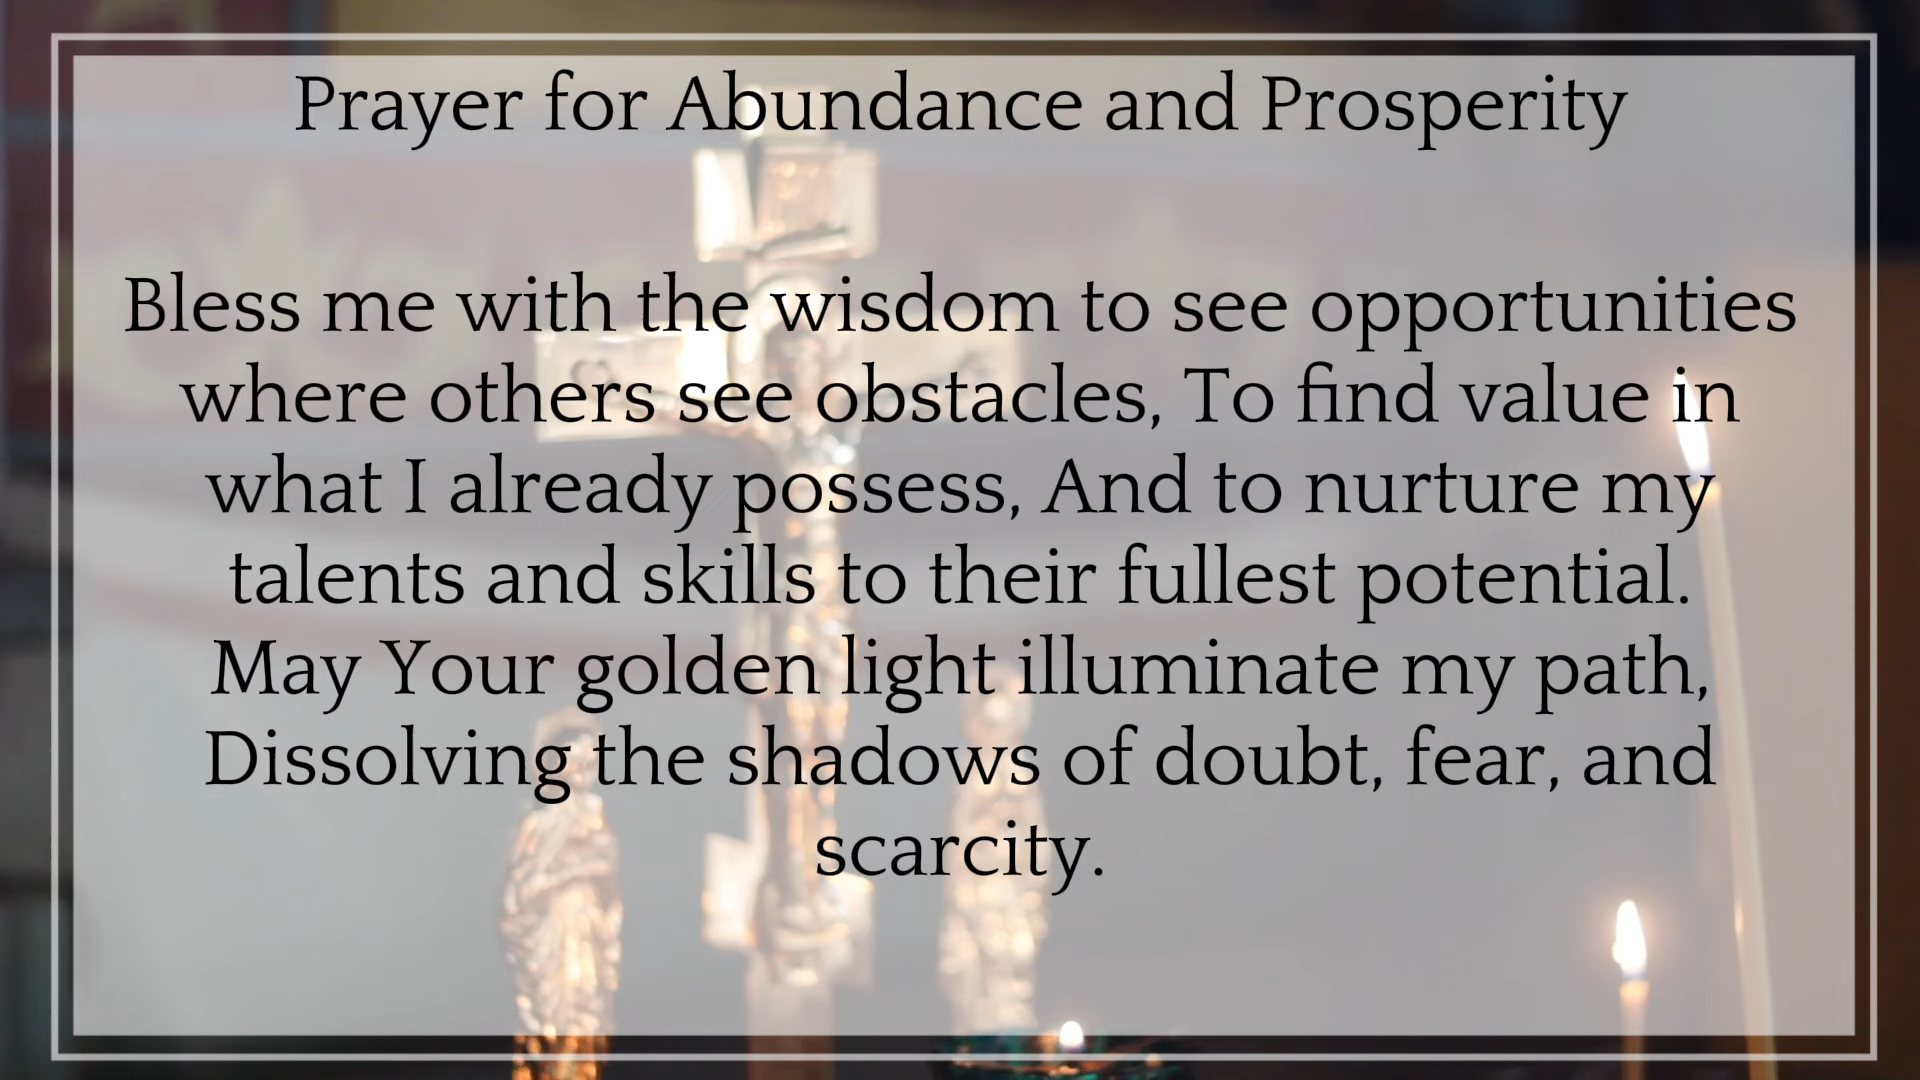 Prayer for Abundance and Prosperity
Bless me with the wisdom to see opportunities
where others see obstacles, To find value in
what I already possess, And to nurture my
talents and skills to their fullest potential.
May Your golden light illuminate my path,
Dissolving the shadows of doubt, fear, and
scarcity.